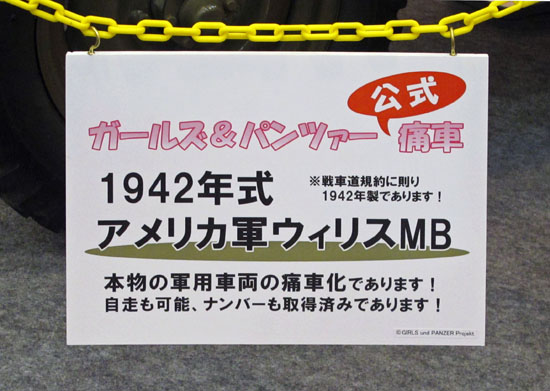 公式
ガールズ&パンツァー 痛車
1942年式 ※戦車道規約に則り
1942年製であります!
アメリカ軍ウィリスMB
本物の軍用車両の痛車化であります!
自走も可能、ナンバーも取得済みであります!
©GIRLS und PANZER Projekt